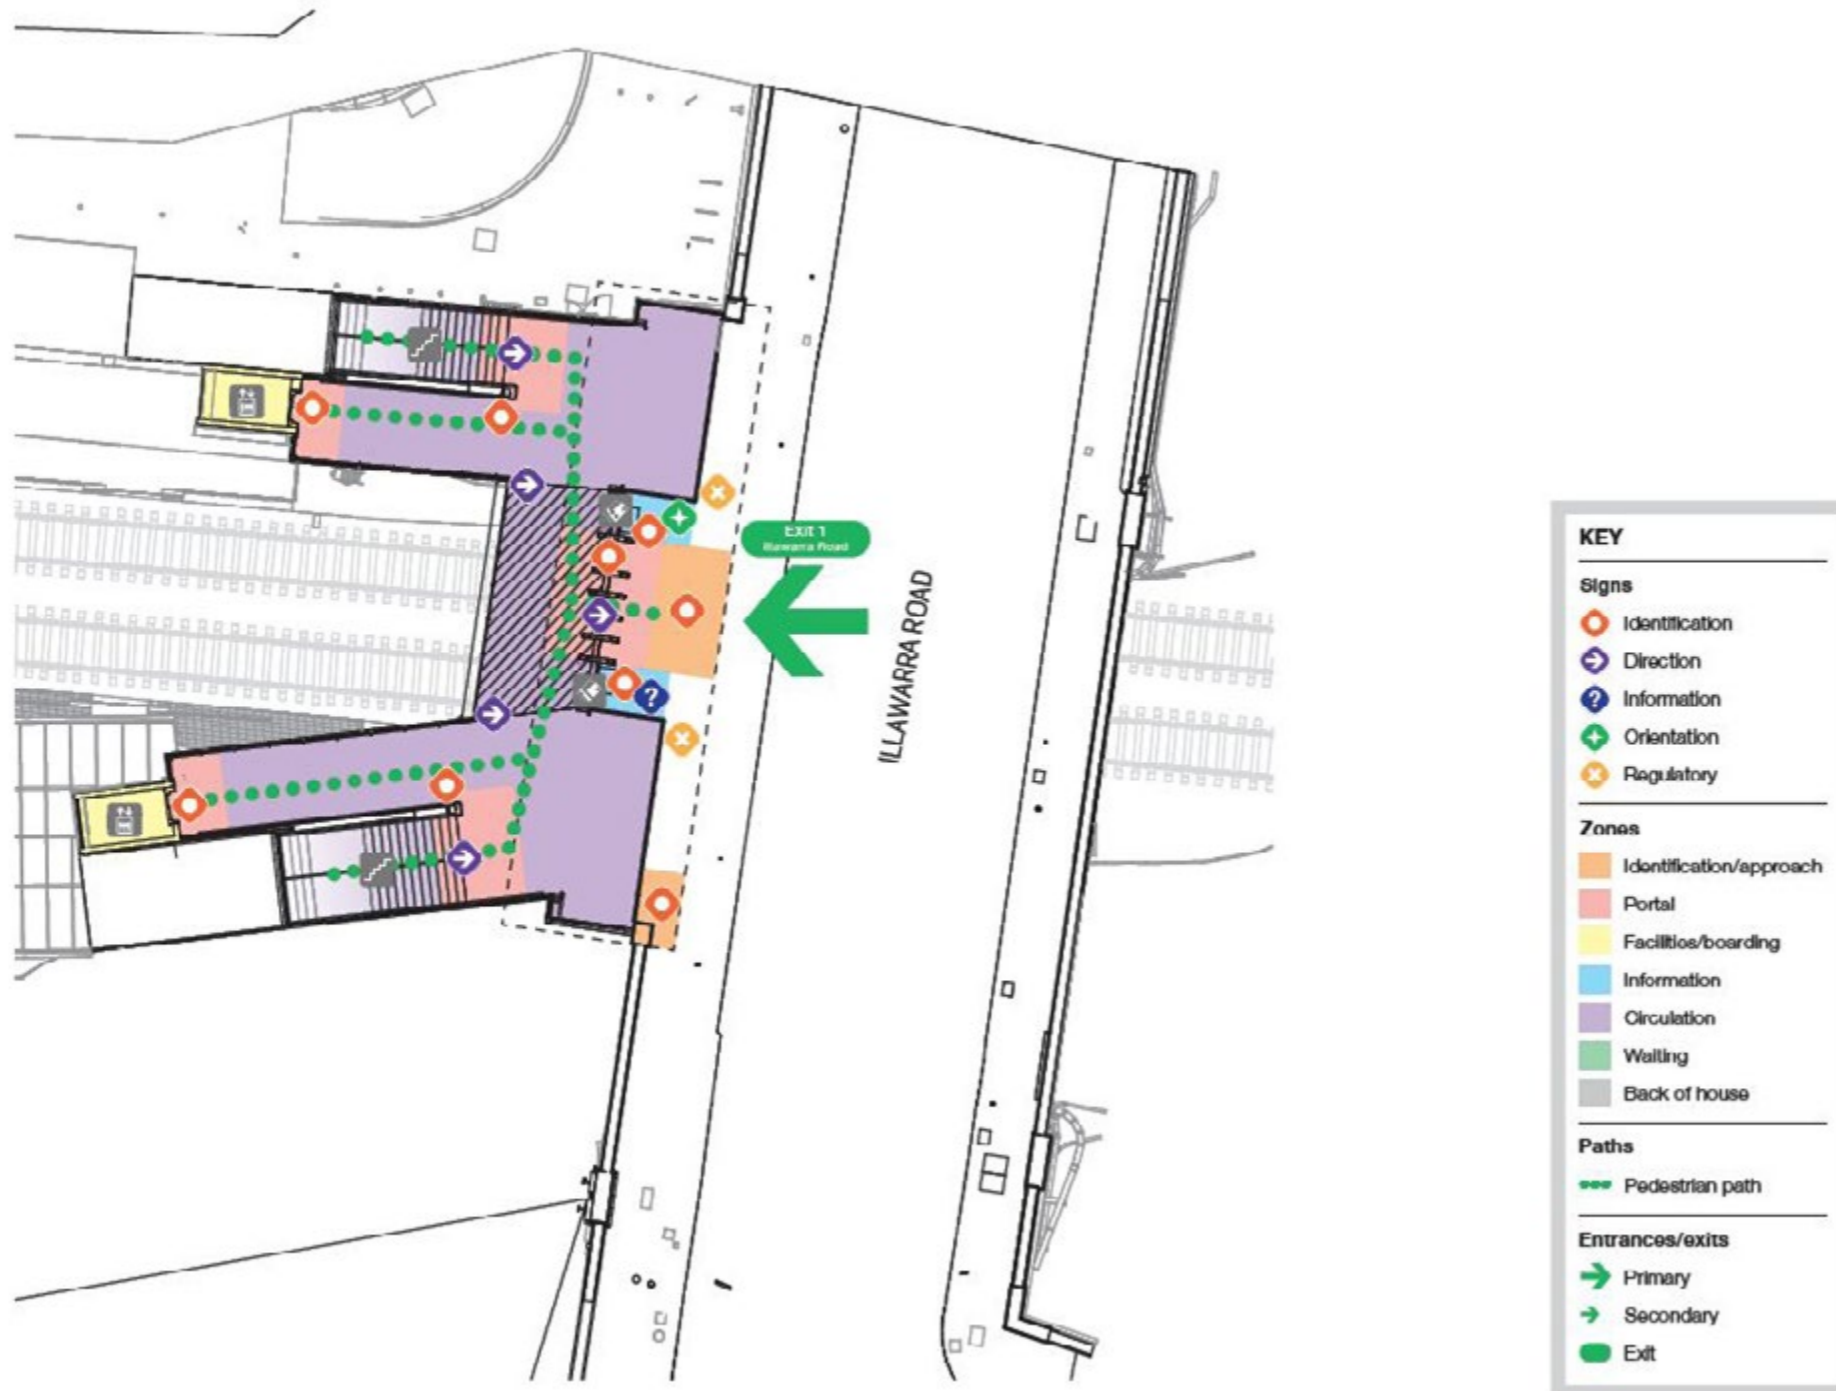 Exit 1
Illawarra Road
ILLAWARRA ROAD
KEY
Signs
Identification
Direction
? Information
Orientation
Regulatory
Zones
Identification/approach
Portal
Facilities/boarding
Information
Circulation
Waiting
Back of house
Paths
Pedestrian path
Entrances/exits
Primary
Secondary
Exit
?